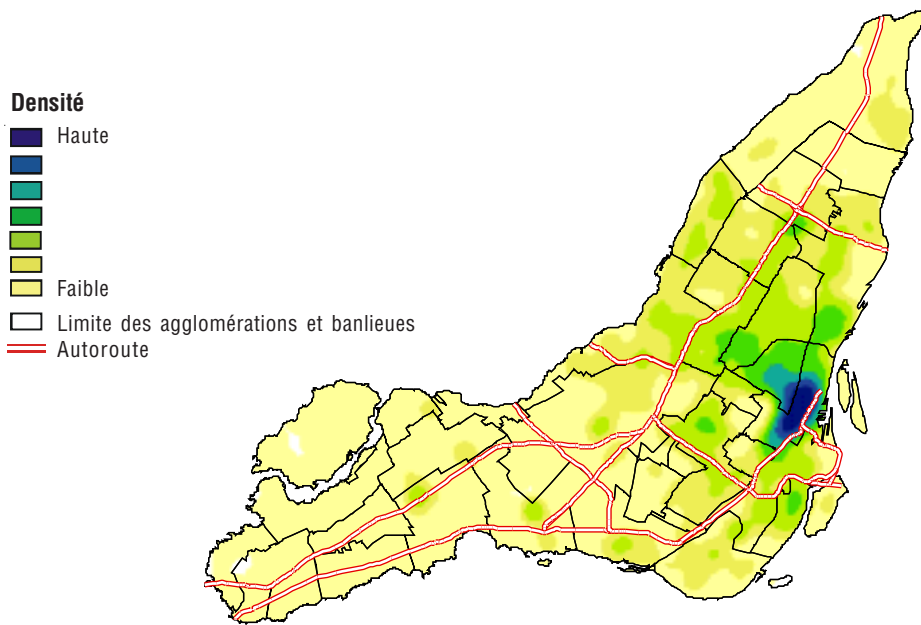 Densité
Haute
Faible
Limite des agglomérations et banlieues
Autoroute